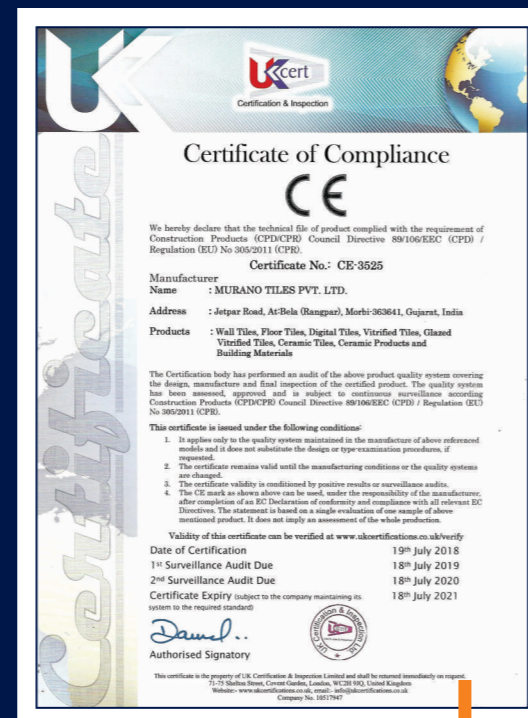 UK
UKcert
Certification & Inspection
Certificate
Certificate of Compliance
CE
We hereby declare that the technical file of product complied with the requirement of
Construction Products (CPD/CPR) Council Directive 89/106/EEC (CPD) /
Regulation (EU) No 305/2011 (CPR).
Certificate No.: CE-3525
Manufacturer
Name : MURANO TILES PVT. LTD.
Address : Jetpar Road, At:Bela (Rangpar), Morbi-363641, Gujarat, India
Products : Wall Tiles, Floor Tiles, Digital Tiles, Vitrified Tiles, Glazed
Vitrified Tiles, Ceramic Tiles, Ceramic Products and
Building Materials
The Certification body has performed an audit of the above product quality system covering
the design, manufacture and final inspection of the certified product. The quality system
has been assessed, approved and is subject to continuous surveillance according
Construction Products (CPD/CPR) Council Directive 89/106/EEC (CPD) / Regulation (EU)
No 305/2011 (CPR).
This certificate is issued under the following conditions:
1. It applies only to the quality system maintained in the manufacture of above referenced
models and it does not substitute the design or type-examination procedures, if
requested.
2. The certificate remains valid until the manufacturing conditions or the quality systems
are changed.
3. The certificate validity is conditioned by positive results or surveillance audits.
4. The CE mark as shown above can be used, under the responsibility of the manufacturer,
after completion of an EC Declaration of conformity and compliance with all relevant EC
Directives. The statement is based on a single evaluation of one sample of above
mentioned product. It does not imply an assessment of the whole production.
Validity of this certificate can be verified at www.ukcertifications.co.uk/verify
Date of Certification 19th July 2018
1st Surveillance Audit Due 18th July 2019
2nd Surveillance Audit Due 18th July 2020
Certificate Expiry (subject to the company maintaining its 18th July 2021
system to the required standard)
Authorised Signatory
UK Certification & Inspection Ltd
This certificate is the property of UK Certification & Inspection Limited and shall be returned immediately on request.
71-75 Shelton Street, Covent Garden, London, WC2H 9JQ, United Kingdom
Website:- www.ukcertifications.co.uk, email:- info@ukcertifications.co.uk
Company No. 10517947